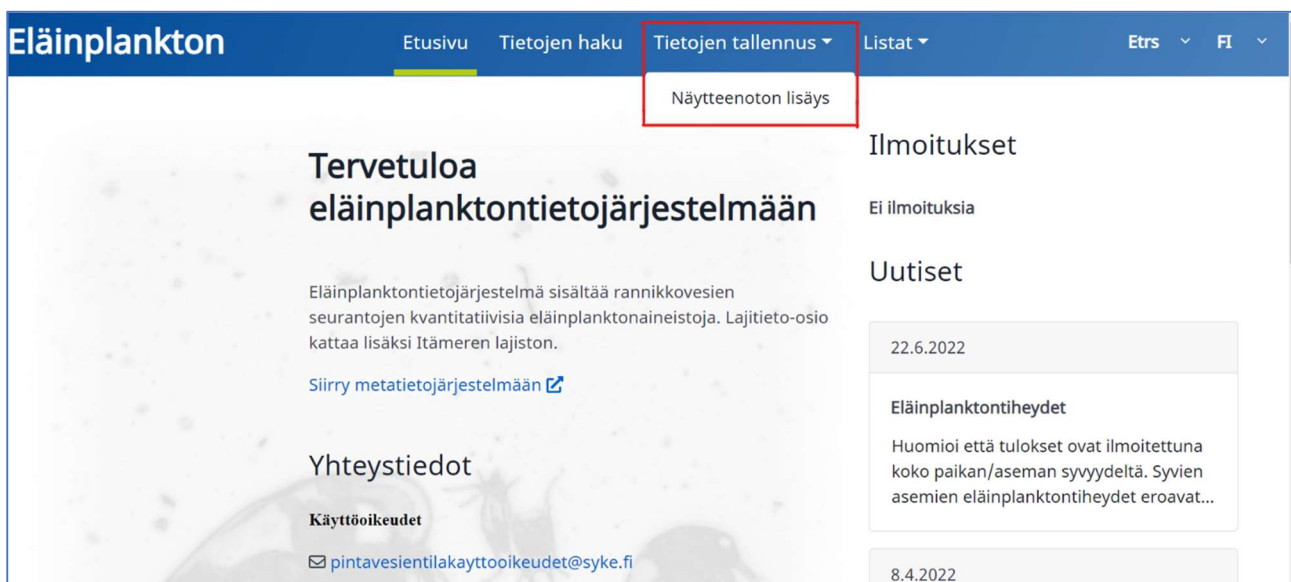 Eläinplankton
Etusivu
Tietojen haku
Tietojen tallennus
Listat
Etrs
FI
Näytteenoton lisäys
Tervetuloa
eläinplanktontietojärjestelmään
Eläinplanktontietojärjestelmä sisältää rannikkovesien
seurantojen kvantitatiivisia eläinplanktonaineistoja. Lajitieto-osio
kattaa lisäksi Itämeren lajiston.
Siirry metatietojärjestelmään
Yhteystiedot
Käyttöoikeudet
pintavesientilakayttooikeudet@syke.fi
Ilmoitukset
Ei ilmoituksia
Uutiset
22.6.2022
Eläinplanktontiheydet
Huomioi että tulokset ovat ilmoitettuna
koko paikan/aseman syvyydeltä. Syvien
asemien eläinplanktontiheydet eroavat...
8.4.2022